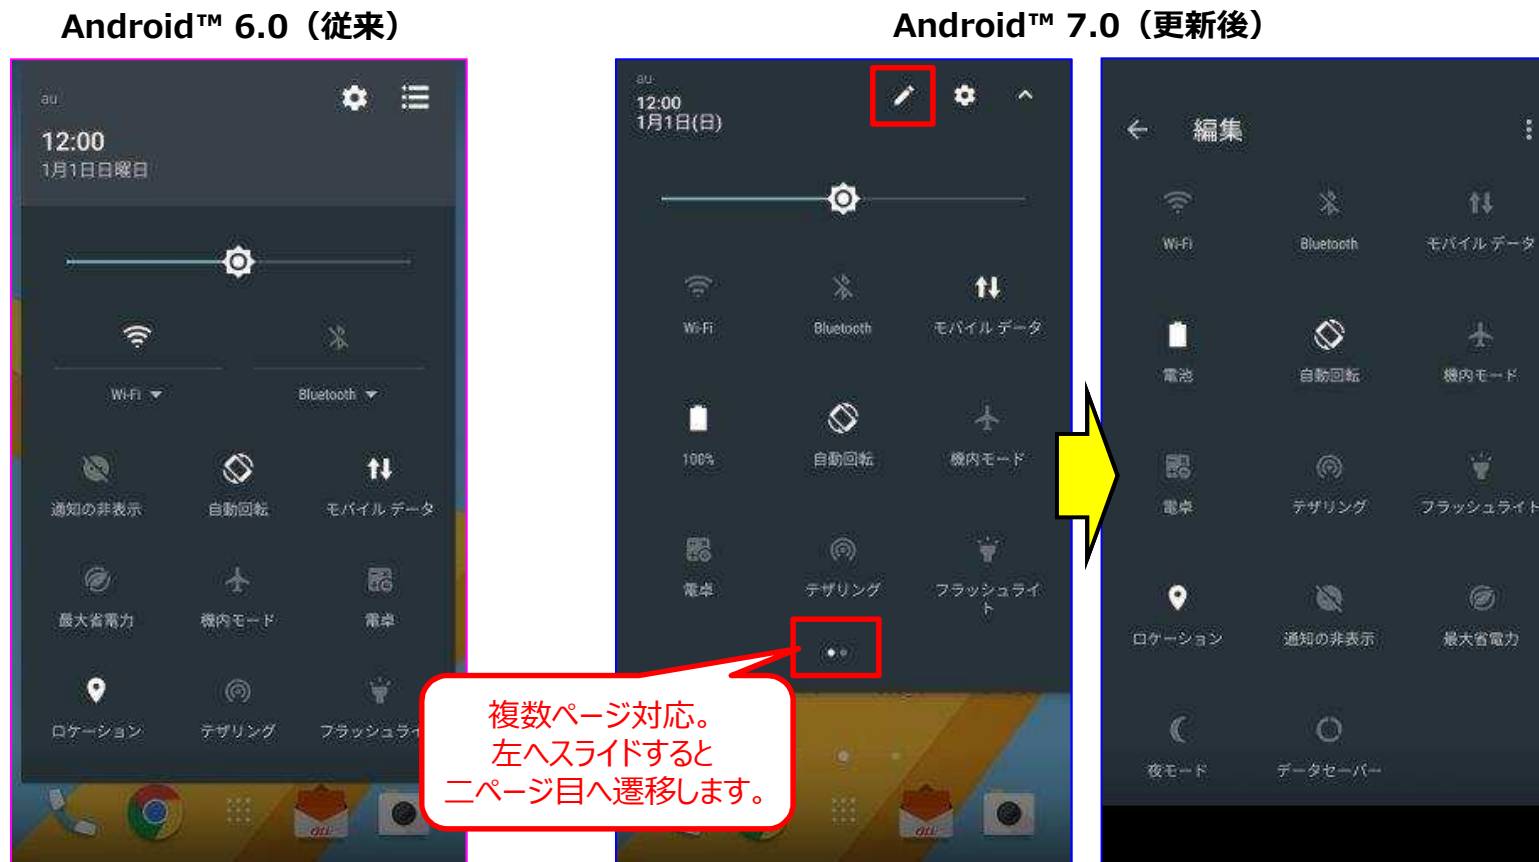 Android™ 6.0（従来）
Android™ 7.0（更新後）
au
12:00
1月1日日曜日
Wi-Fi
Bluetooth
通知の非表示
自動回転
モバイル データ
最大省電力
機内モード
電卓
ロケーション
テザリング
フラッシュライ
au
au
12:00
1月1日(日)
Wi-Fi
Bluetooth
モバイル データ
100%
自動回転
機内モード
電卓
テザリング
フラッシュライ
ト
複数ページ対応。
左へスライドすると
二ページ目へ遷移します。
au
編集
Wi-Fi
Bluetooth
モバイル データ
電池
自動回転
機内モード
電卓
テザリング
フラッシュライト
ロケーション
通知の非表示
最大省電力
夜モード
データセーバー